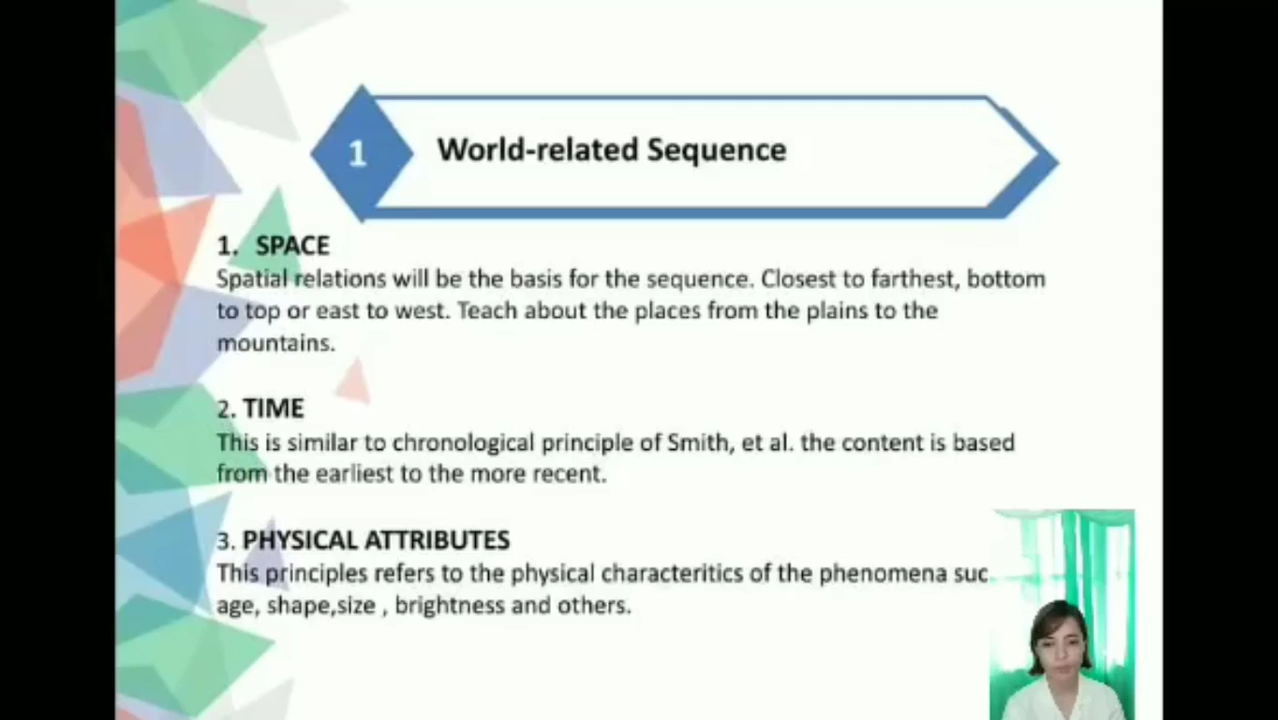 1
World-related Sequence
1. SPACE
Spatial relations will be the basis for the sequence. Closest to farthest, bottom
to top or east to west. Teach about the places from the plains to the
mountains.
2. TIME
This is similar to chronological principle of Smith, et al. the content is based
from the earliest to the more recent.
3. PHYSICAL ATTRIBUTES
This principles refers to the physical characteritics of the phenomena suc
age, shape,size , brightness and others.